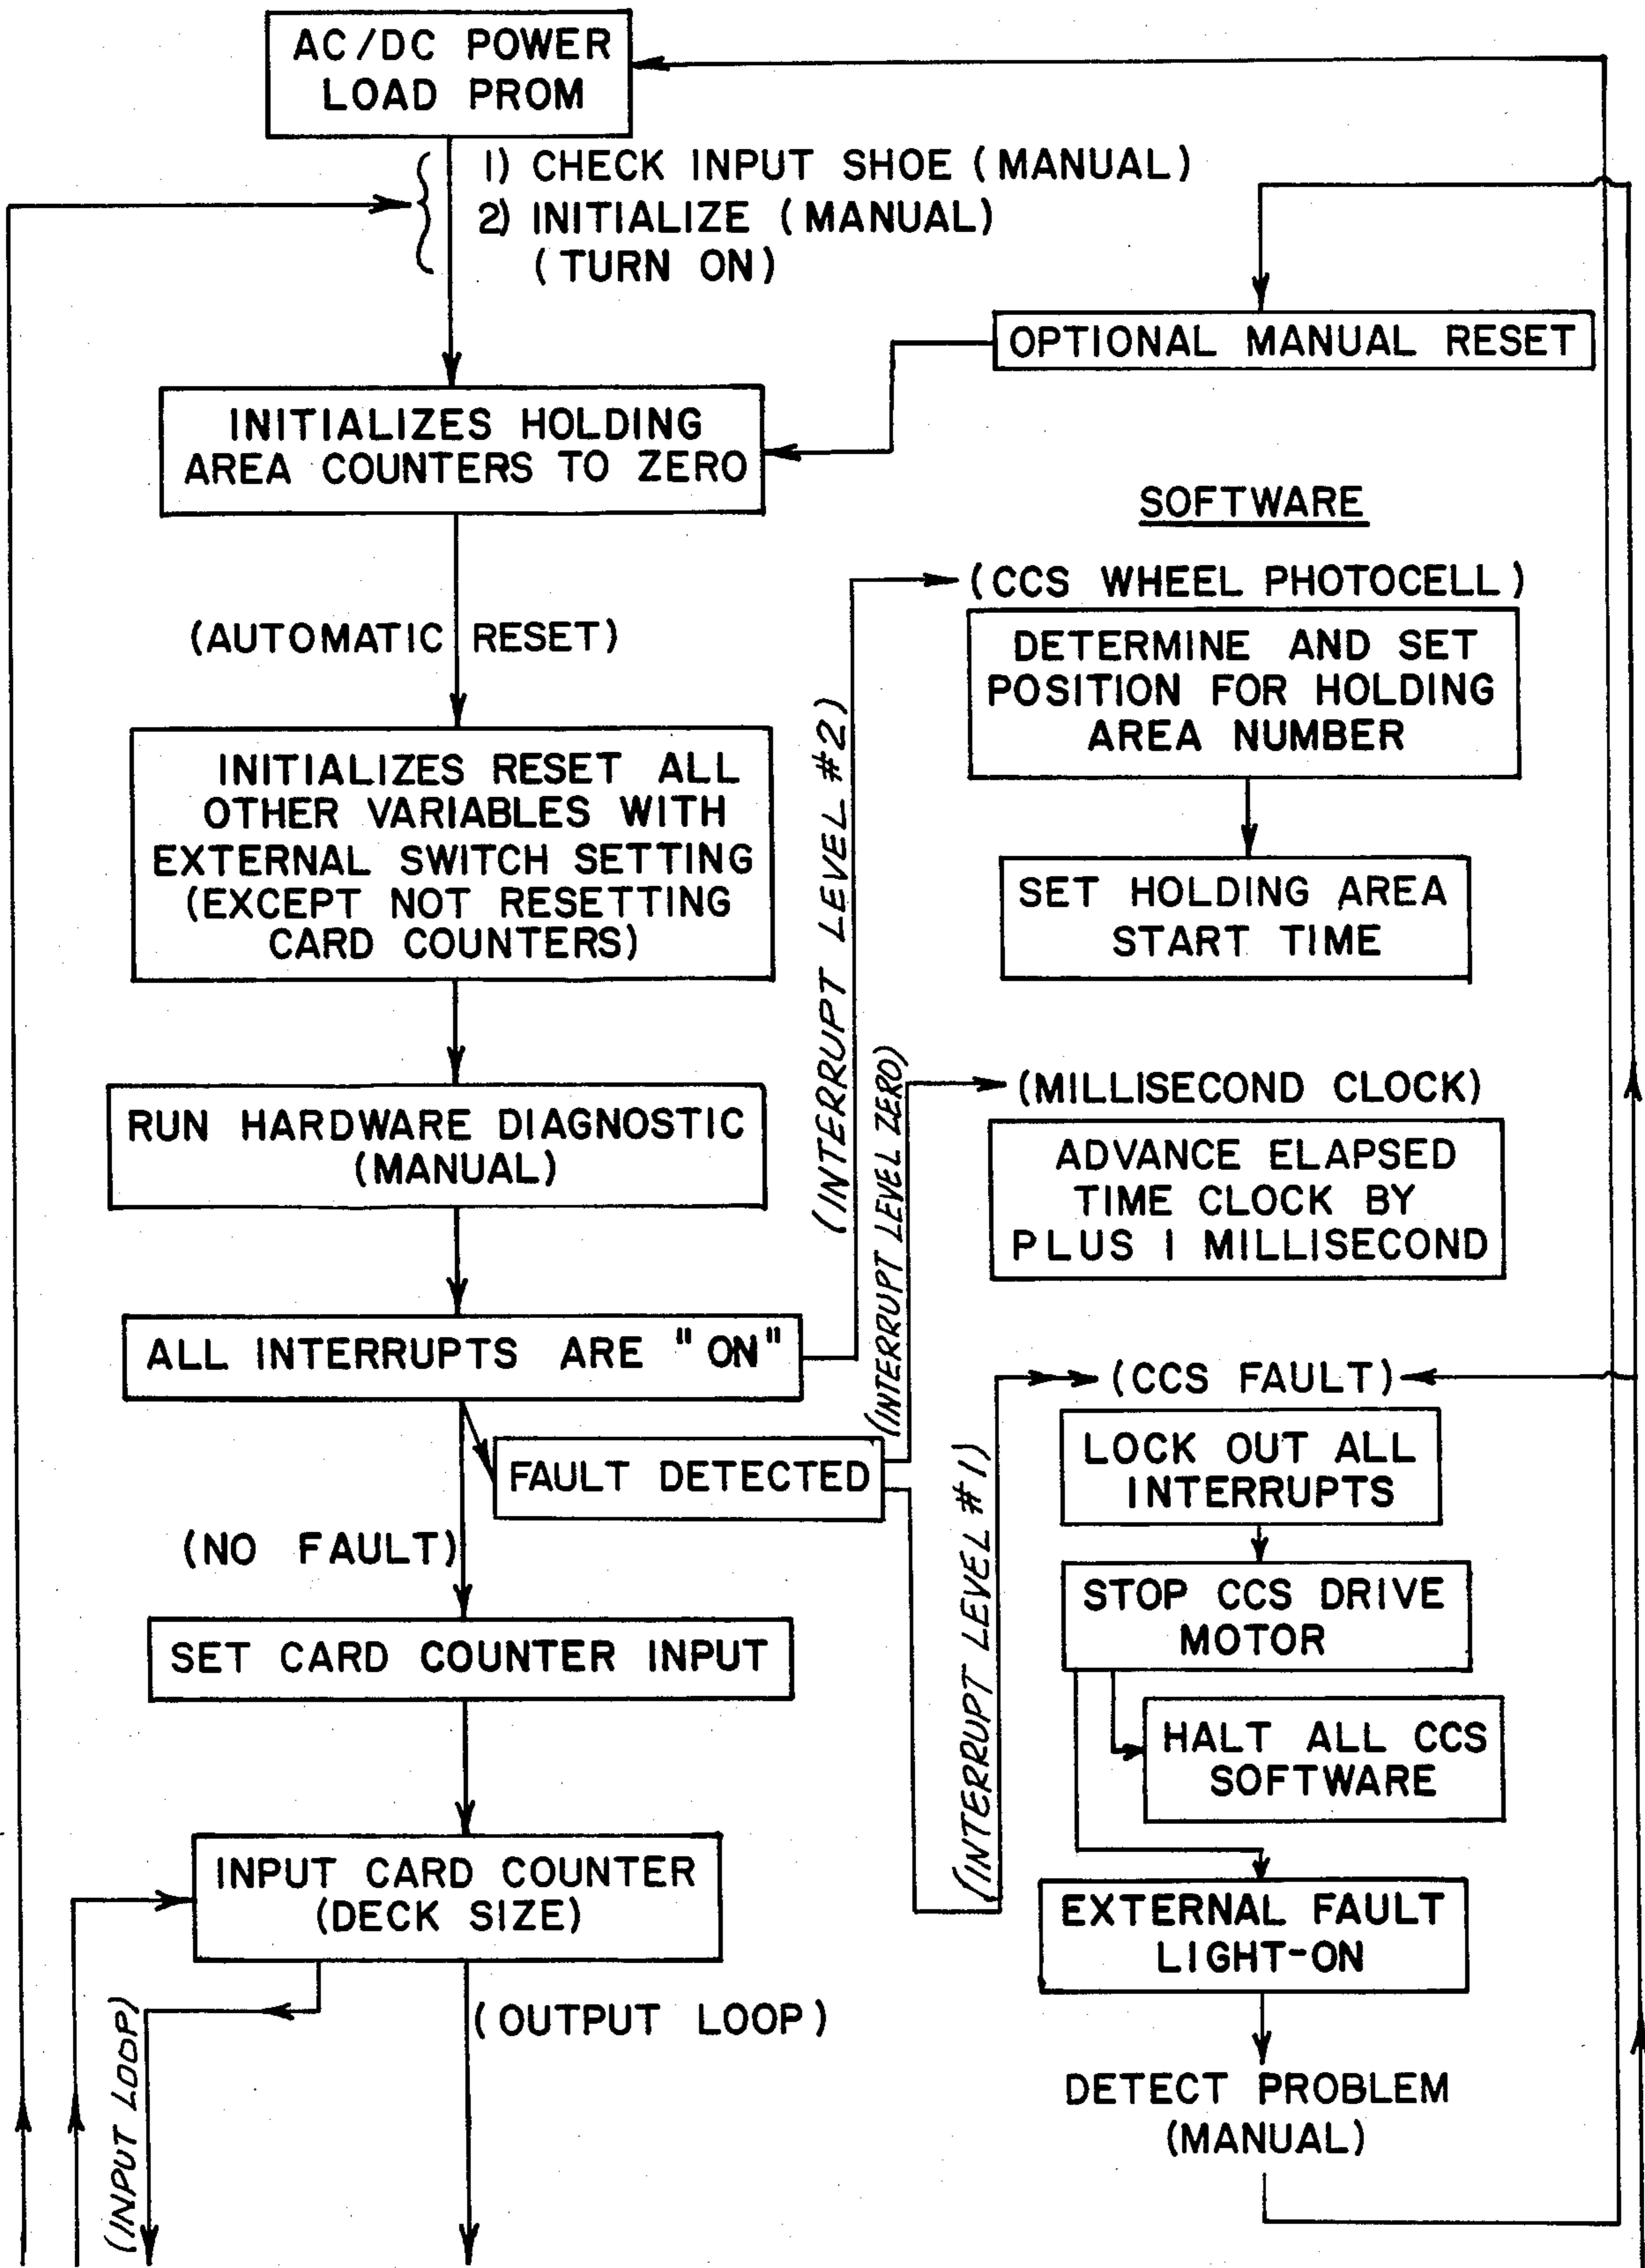 AC/DC POWER
LOAD PROM
1) CHECK INPUT SHOE (MANUAL)
2) INITIALIZE (MANUAL)
(TURN ON)
OPTIONAL MANUAL RESET
INITIALIZES HOLDING
AREA COUNTERS TO ZERO
(AUTOMATIC RESET)
INITIALIZES RESET ALL
OTHER VARIABLES WITH
EXTERNAL SWITCH SETTING
(EXCEPT NOT RESETTING
CARD COUNTERS)
RUN HARDWARE DIAGNOSTIC
(MANUAL)
ALL INTERRUPTS ARE "ON"
FAULT DETECTED
(NO FAULT)
SET CARD COUNTER INPUT
INPUT CARD COUNTER
(DECK SIZE)
(INPUT LOOP)
(OUTPUT LOOP)
SOFTWARE
(INTERRUPT LEVEL #2)
(CCS WHEEL PHOTOCELL)
DETERMINE AND SET
POSITION FOR HOLDING
AREA NUMBER
SET HOLDING AREA
START TIME
(INTERRUPT LEVEL ZERO)
(MILLISECOND CLOCK)
ADVANCE ELAPSED
TIME CLOCK BY
PLUS 1 MILLISECOND
(INTERRUPT LEVEL #1)
(CCS FAULT)
LOCK OUT ALL
INTERRUPTS
STOP CCS DRIVE
MOTOR
HALT ALL CCS
SOFTWARE
EXTERNAL FAULT
LIGHT-ON
DETECT PROBLEM
(MANUAL)